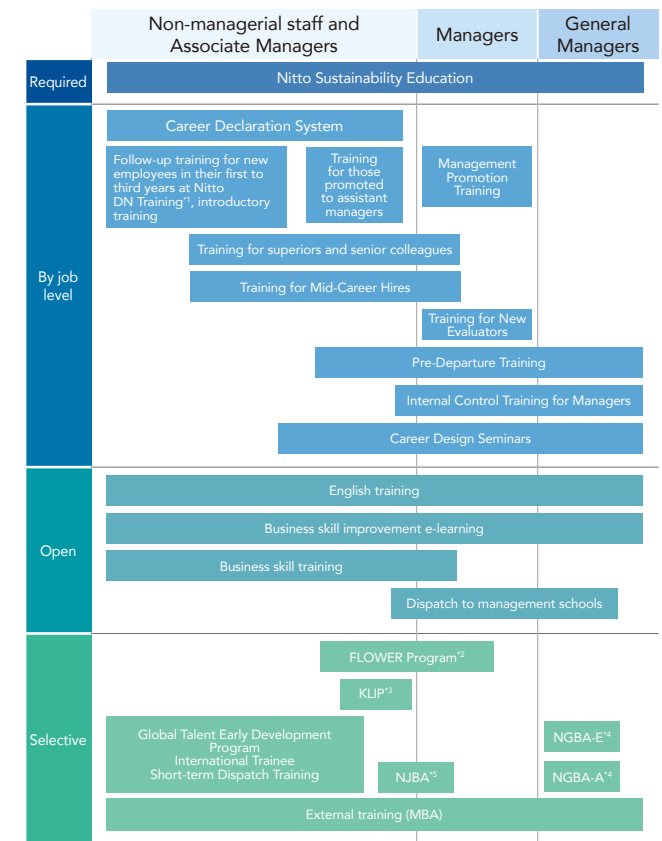 Non-managerial staff and
Associate Managers
Managers
General
Managers
Required
Nitto Sustainability Education
By job
level
Career Declaration System
Follow-up training for new
employees in their first to
third years at Nitto
DN Training*1, introductory
training
Training
for those
promoted
to assistant
managers
Management
Promotion
Training
Training for superiors and senior colleagues
Training for Mid-Career Hires
Training for New
Evaluators
Pre-Departure Training
Internal Control Training for Managers
Career Design Seminars
Open
English training
Business skill improvement e-learning
Business skill training
Dispatch to management schools
Selective
FLOWER Program*2
KLIP*3
Global Talent Early Development
Program
International Trainee
Short-term Dispatch Training
NJBA*5
NGBA-E*4
NGBA-A*4
External training (MBA)